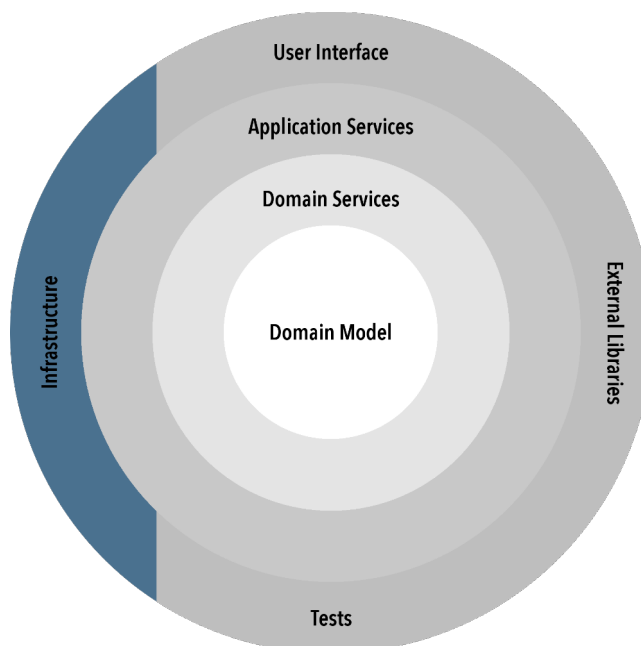 User Interface
Application Services
Domain Services
Infrastructure
Domain Model
External Libraries
Tests